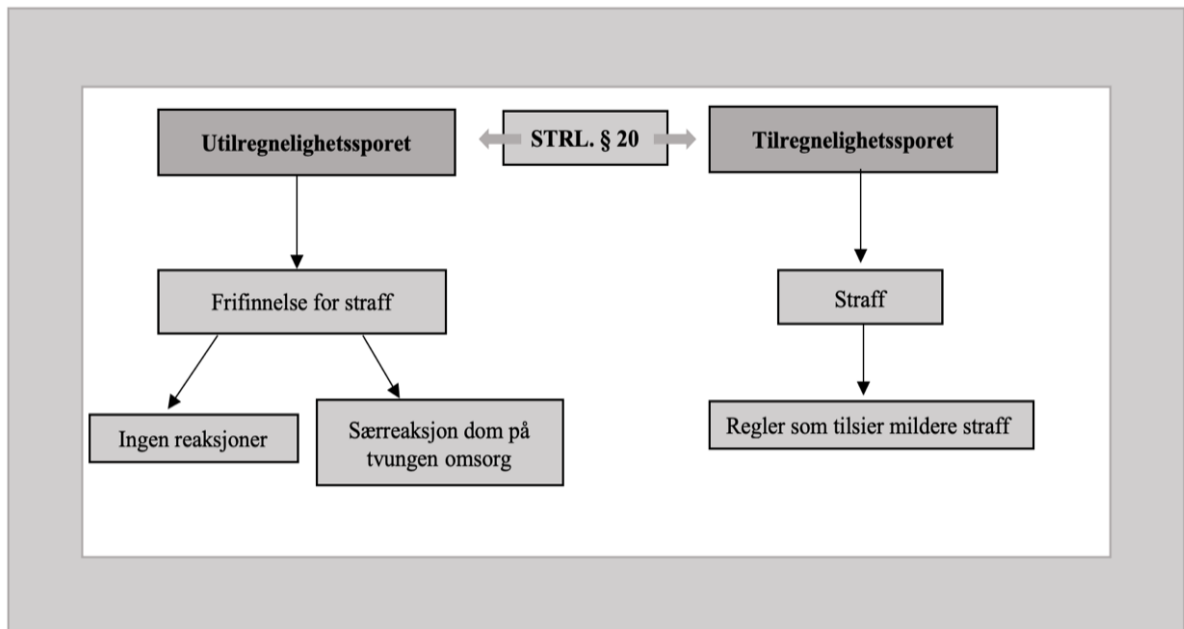 Utilregnelighetssporet
STRL. § 20
Tilregnelighetssporet
Frifinnelse for straff
Straff
Ingen reaksjoner
Særreaksjon dom på
tvungen omsorg
Regler som tilsier mildere straff